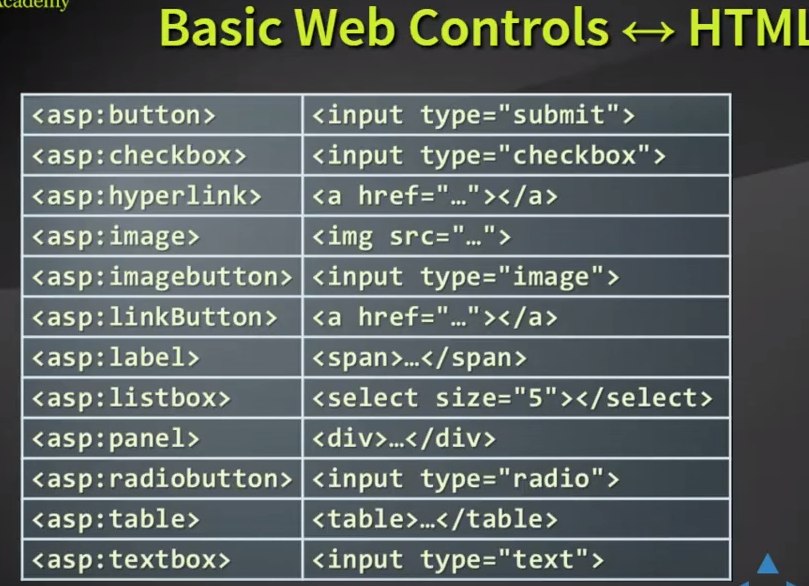 Academy
Basic Web Controls ↔ HTML
<asp:button> <input type="submit">
<asp:checkbox> <input type="checkbox">
<asp:hyperlink> <a href="…"></a>
<asp:image> <img src="…">
<asp:imagebutton> <input type="image">
<asp:linkButton> <a href="…"></a>
<asp:label> <span>…</span>
<asp:listbox> <select size="5"></select>
<asp:panel> <div>…</div>
<asp:radiobutton> <input type="radio">
<asp:table> <table>…</table>
<asp:textbox> <input type="text">